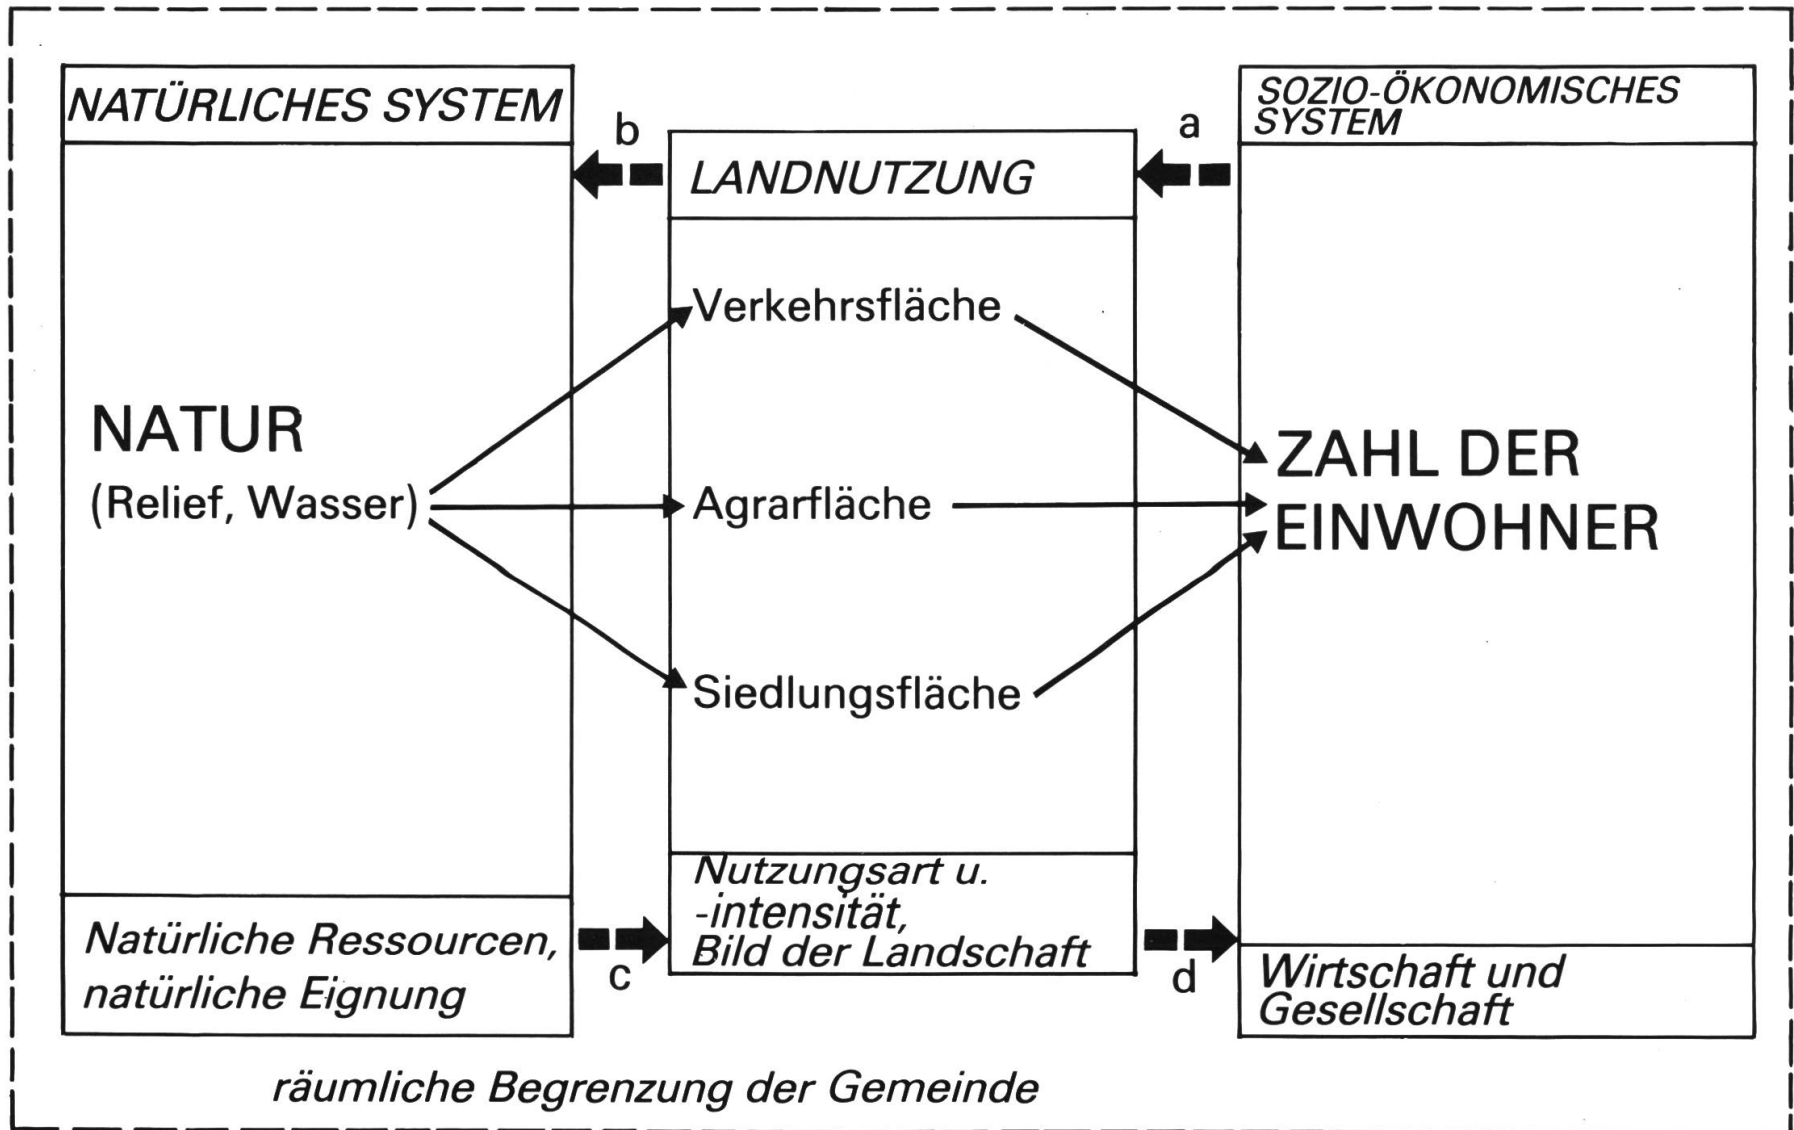 NATÜRLICHES SYSTEM
NATUR
(Relief, Wasser)
Natürliche Ressourcen,
natürliche Eignung
b
c
LANDNUTZUNG
Verkehrsfläche
Agrarfläche
Siedlungsfläche
Nutzungsart u.
-intensität,
Bild der Landschaft
a
d
SOZIO-ÖKONOMISCHES
SYSTEM
ZAHL DER
EINWOHNER
Wirtschaft und
Gesellschaft
räumliche Begrenzung der Gemeinde